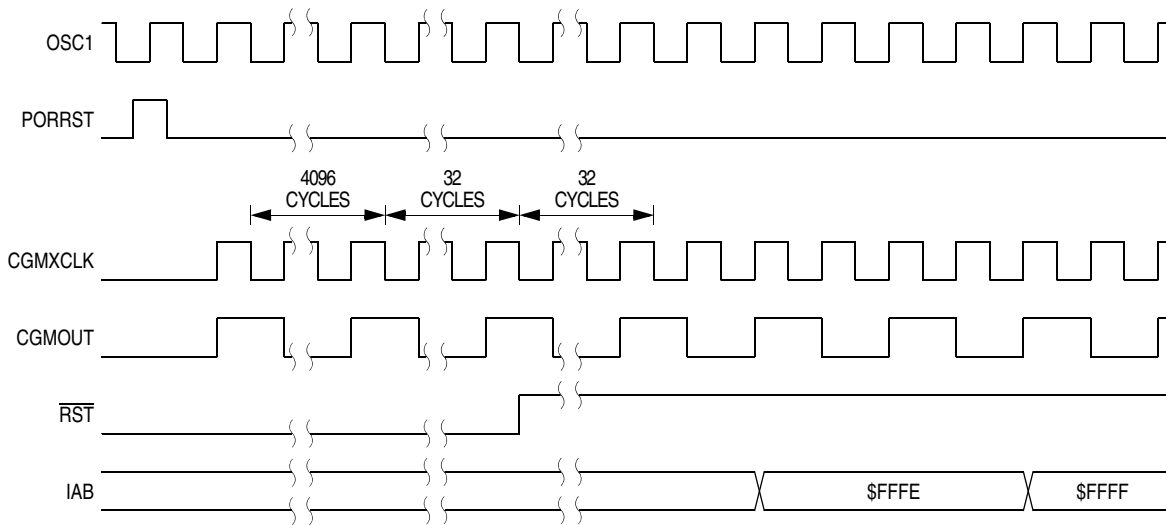 OSC1
PORRST
4096
CYCLES
32
CYCLES
32
CYCLES
CGMXCLK
CGMOUT
RST
IAB
$FFFE
$FFFF